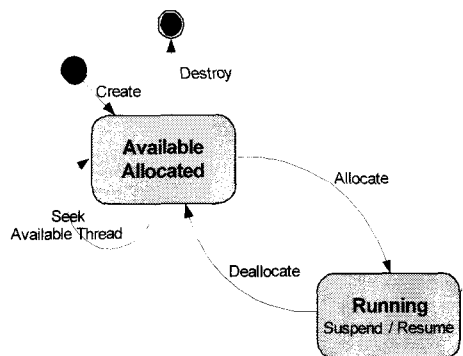 Destroy
Create
Available
Allocated
Allocate
Seek
Available Thread
Deallocate
Running
Suspend / Resume